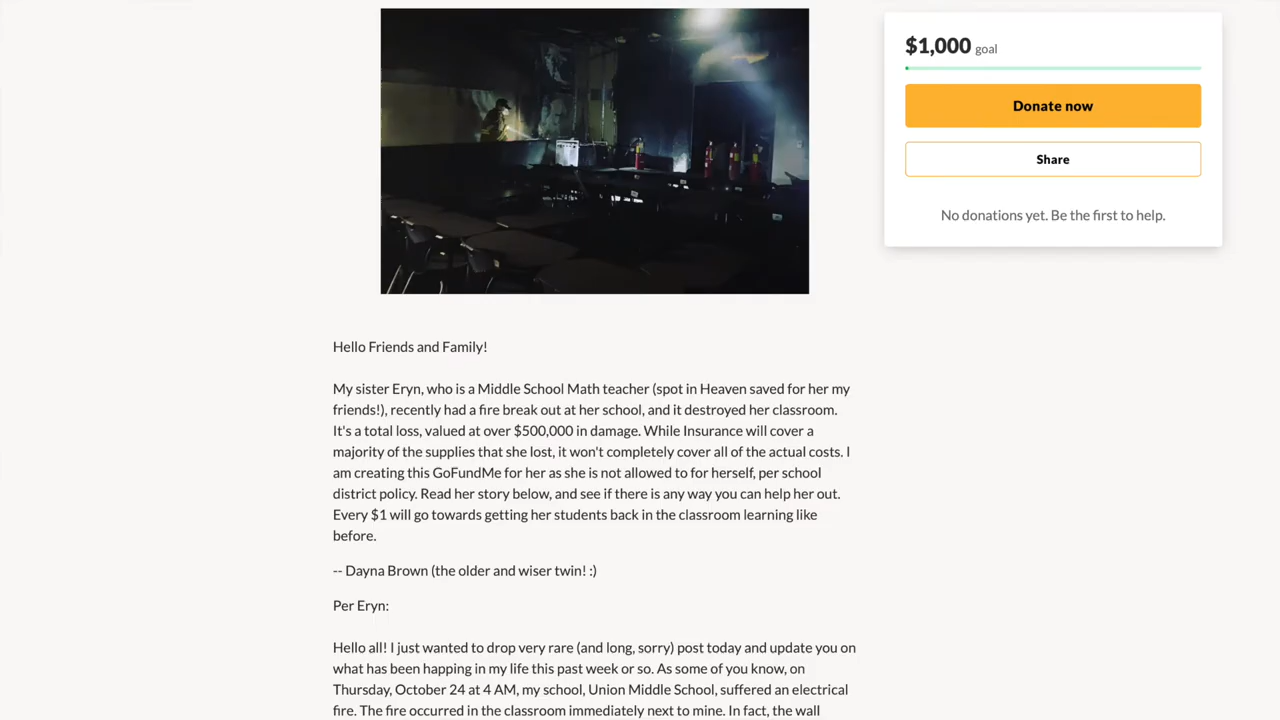 $1,000 goal
Donate now
Share
No donations yet. Be the first to help.
Hello Friends and Family!
My sister Eryn, who is a Middle School Math teacher (spot in Heaven saved for her my
friends!), recently had a fire break out at her school, and it destroyed her classroom.
It's a total loss, valued at over $500,000 in damage. While Insurance will cover a
majority of the supplies that she lost, it won't completely cover all of the actual costs. I
am creating this GoFundMe for her as she is not allowed to for herself, per school
district policy. Read her story below, and see if there is any way you can help her out.
Every $1 will go towards getting her students back in the classroom learning like
before.
-- Dayna Brown (the older and wiser twin! :)
Per Eryn:
Hello all! I just wanted to drop very rare (and long, sorry) post today and update you on
what has been happing in my life this past week or so. As some of you know, on
Thursday, October 24 at 4 AM, my school, Union Middle School, suffered an electrical
fire. The fire occurred in the classroom immediately next to mine. In fact, the wall